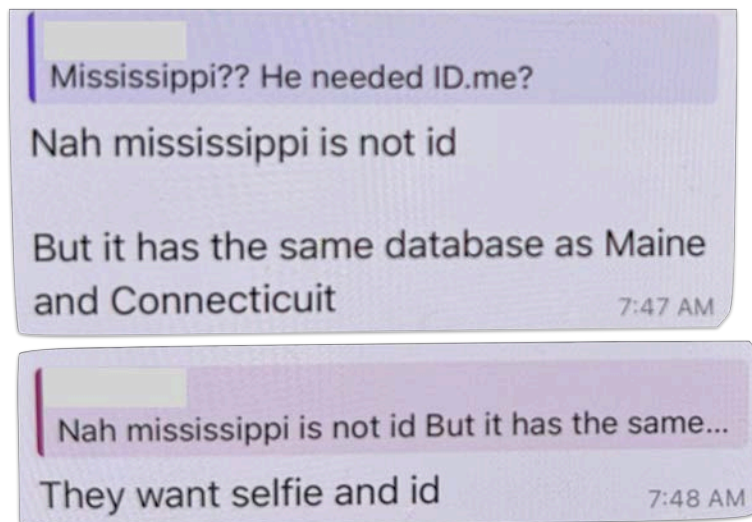 Mississippi?? He needed ID.me?
Nah mississippi is not id
But it has the same database as Maine
and Connecticuit
7:47 AM
Nah mississippi is not id But it has the same...
They want selfie and id
7:48 AM